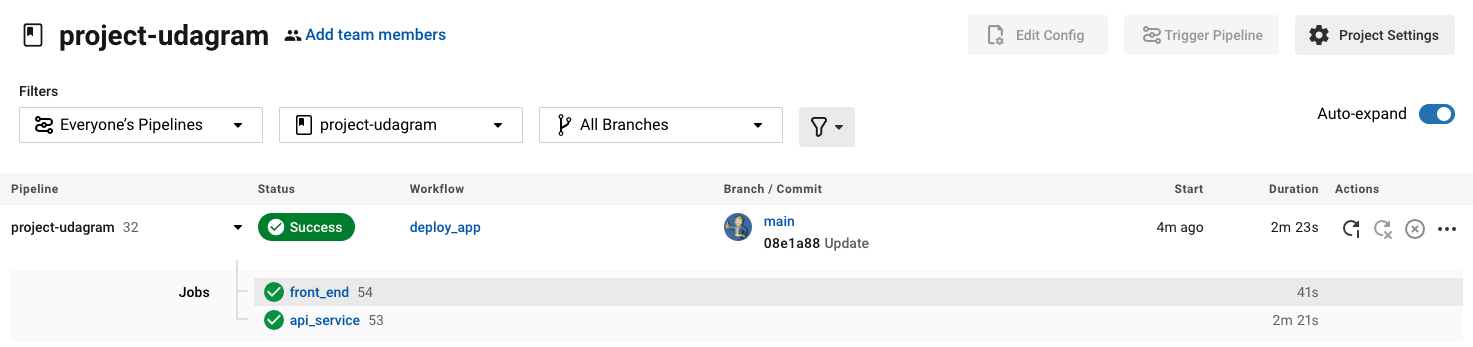 project-udagram Add team members Edit Config Trigger Pipeline Project Settings
Filters
Everyone’s Pipelines project-udagram All Branches Auto-expand
Pipeline Status Workflow Branch / Commit Start Duration Actions
project-udagram 32 Success deploy_app main 4m ago 2m 23s
08e1a88 Update
Jobs front_end 54 41s
api_service 53 2m 21s